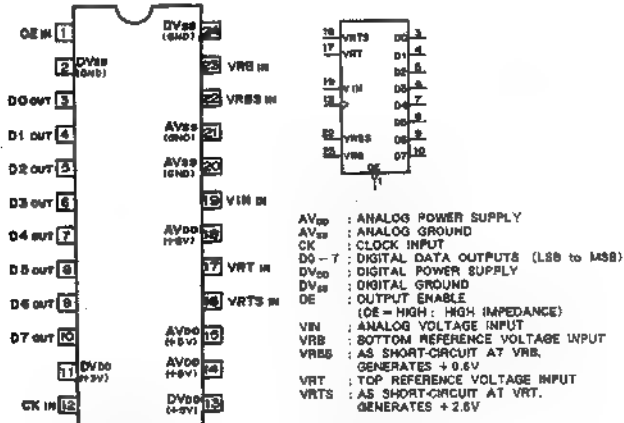 OE IN 1
2 DVss (GND)
D0 OUT 3
D1 OUT 4
D2 OUT 5
D3 OUT 6
D4 OUT 7
D5 OUT 8
D6 OUT 9
D7 OUT 10
11 DVDD (+5V)
CK IN 12
DVss (GND) 24
23 VRB IN
22 VRBS IN
AVss (GND) 21
AVss (GND) 20
19 VIN IN
AVDD (+5V) 18
17 VRT IN
16 VRTS IN
AVDD (+5V) 15
AVDD (+5V) 14
DVDD (+5V) 13
16 VRTS D0 3
17 VRT D1 4
D2 5
19 VIN D3 6
12 D4 7
D5 8
22 VRBS D6 9
23 VRB D7 10
OE
1
AVDD : ANALOG POWER SUPPLY
AVss : ANALOG GROUND
CK : CLOCK INPUT
D0-7 : DIGITAL DATA OUTPUTS (LSB to MSB)
DVDD : DIGITAL POWER SUPPLY
DVss : DIGITAL GROUND
OE : OUTPUT ENABLE
(OE = HIGH : HIGH IMPEDANCE)
VIN : ANALOG VOLTAGE INPUT
VRB : BOTTOM REFERENCE VOLTAGE INPUT
VRBS : AS SHORT-CIRCUIT AT VRB,
GENERATES + 0.6V
VRT : TOP REFERENCE VOLTAGE INPUT
VRTS : AS SHORT-CIRCUIT AT VRT.
GENERATES + 2.6V